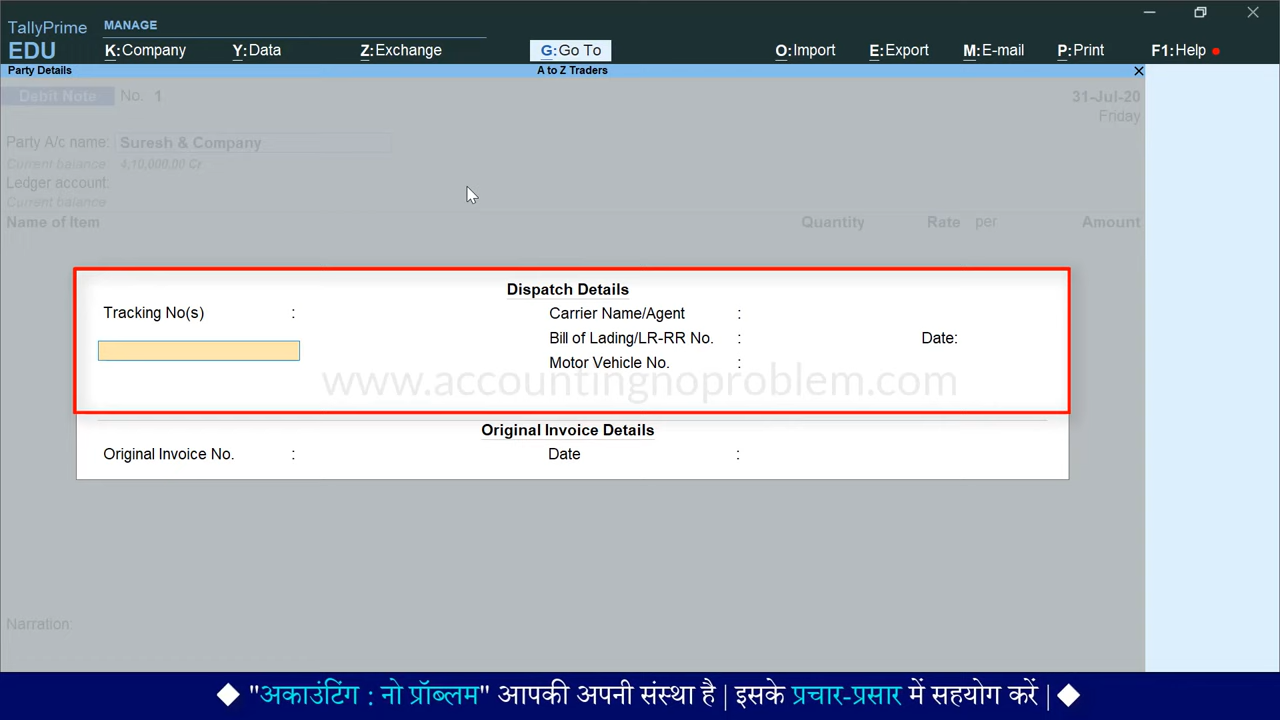 TallyPrime MANAGE
EDU K:Company Y:Data Z:Exchange G:Go To O:Import E:Export M:E-mail P:Print F1:Help
Party Details A to Z Traders
Debit Note No. 1 31-Jul-20
Friday
Party A/c name: Suresh & Company
Current balance 4,10,000.00 Cr
Ledger account:
Current balance
Name of Item Quantity Rate per Amount
Dispatch Details
Tracking No(s) : Carrier Name/Agent :
Bill of Lading/LR-RR No. : Date:
Motor Vehicle No. :
www.accountingnoproblem.com
Original Invoice Details
Original Invoice No. : Date :
Narration:
"अकाउंटिंग : नो प्रॉब्लम" आपकी अपनी संस्था है | इसके प्रचार-प्रसार में सहयोग करें |